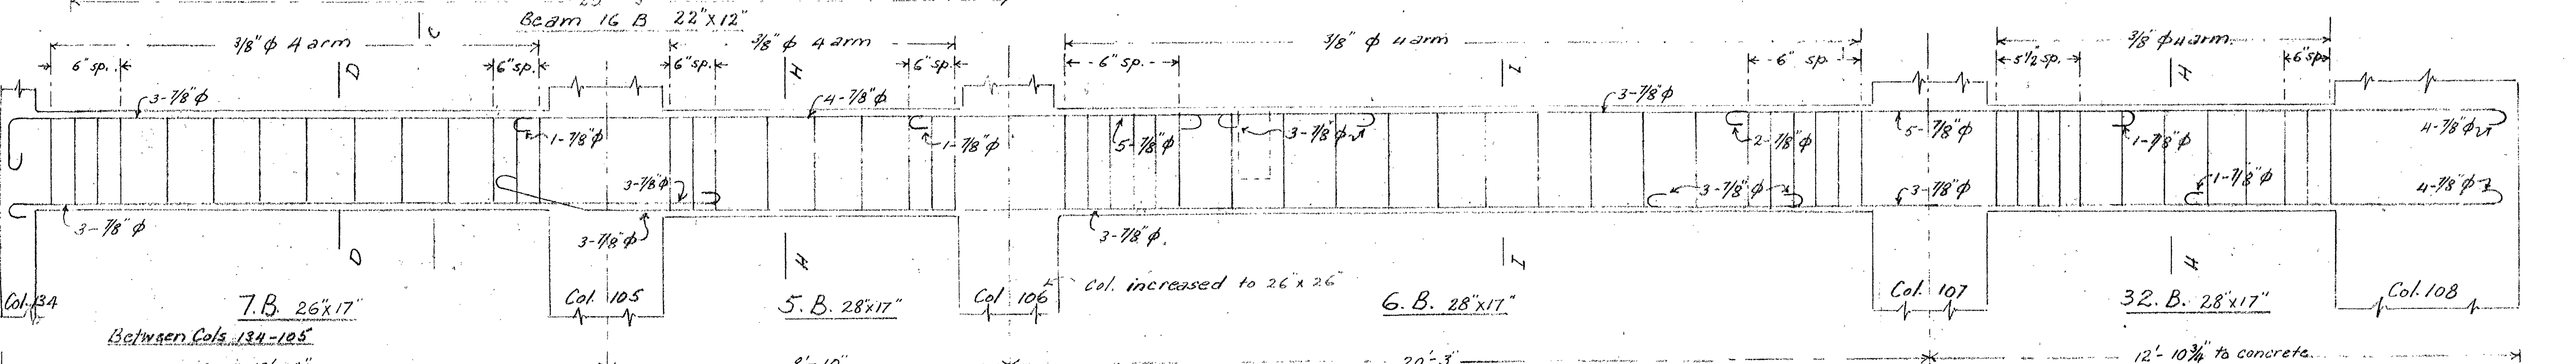 Beam 16 B 22"x12"
3/8" φ 4 arm
3/8" φ 4 arm
3/8" φ 4 arm
3/8" φ 4 arm
6" sp.
6" sp.
6" sp.
6" sp.
6" sp.
6" sp
5 1/2 sp.
6" sp
C
D
H
I
H
3-7/8" φ
4-7/8" φ
3-7/8" φ
1-7/8" φ
1-7/8" φ
5-7/8" φ
3-7/8" φ
2-7/8" φ
5-7/8" φ
1-7/8" φ
4-7/8" φ
3-7/8" φ
3-7/8" φ
3-7/8" φ
1-7/8" φ
4-7/8" φ
3-7/8" φ
3-7/8" φ
3-7/8" φ
D
H
I
H
Col. 134
7.B. 26"x17"
Between Cols 134-105
Col. 105
5.B. 28"x17"
Col 106
Col. increased to 26"x 26"
6.B. 28"x17"
Col. 107
32.B. 28"x17"
Col. 108
20'-3"
12'-10 3/4" to concrete